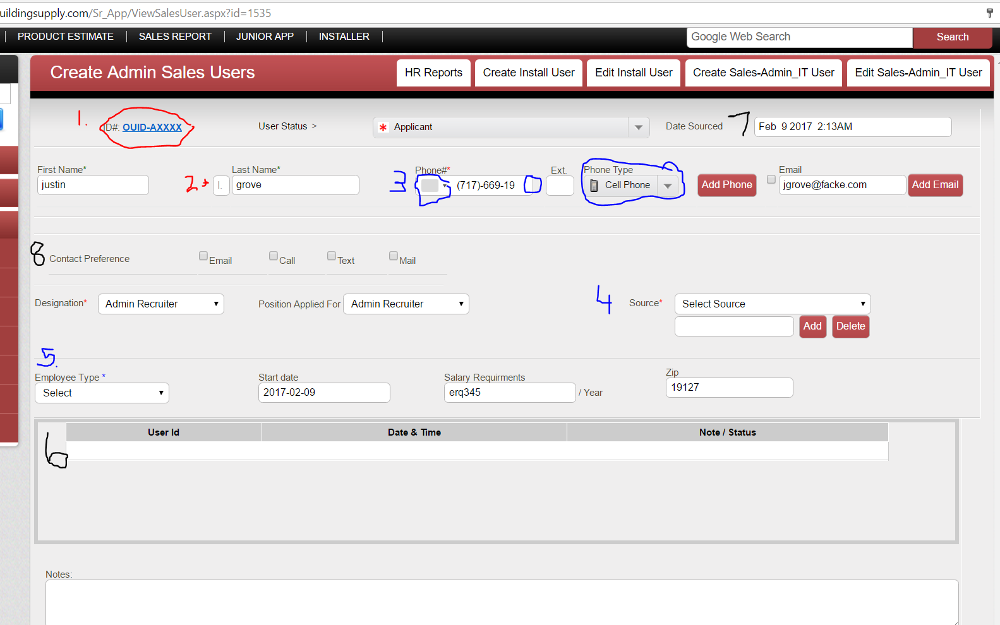 uildingsupply.com/Sr_App/ViewSalesUser.aspx?id=1535
PRODUCT ESTIMATE SALES REPORT JUNIOR APP INSTALLER Google Web Search Search
Create Admin Sales Users HR Reports Create Install User Edit Install User Create Sales-Admin_IT User Edit Sales-Admin_IT User
1. ID#: OUID-AXXXX User Status > * Applicant Date Sourced 7 Feb 9 2017 2:13AM
First Name* Last Name* Phone#* Ext. Phone Type Email
justin 2 I. grove 3 (717)-669-19 Cell Phone Add Phone jgrove@facke.com Add Email
8 Contact Preference Email Call Text Mail
Designation* Admin Recruiter Position Applied For Admin Recruiter 4 Source* Select Source
Add Delete
5.
Employee Type * Start date Salary Requirments Zip
Select 2017-02-09 erq345 / Year 19127
User Id Date & Time Note / Status
6
Notes: